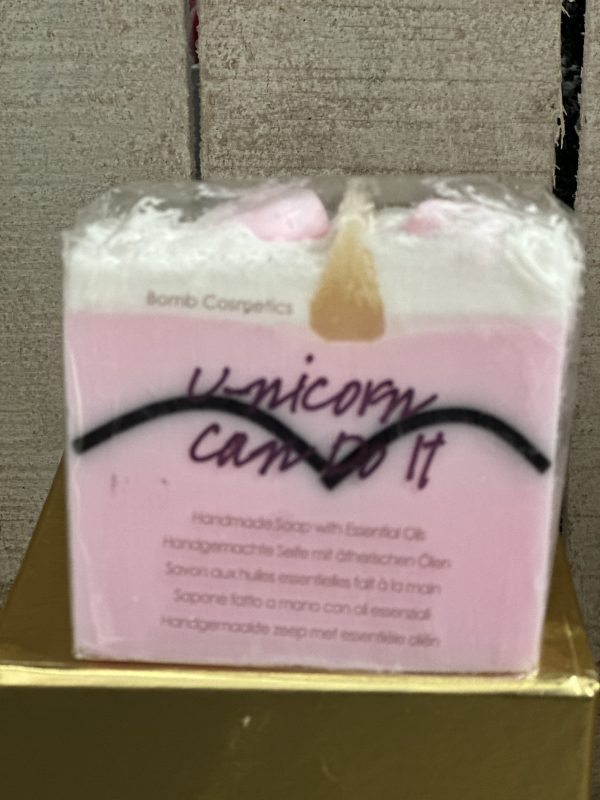 Bomb Cosmetics
U-nicorn
Can Do It
Handmade Soap with Essential Oils
Handgemachte Seife mit ätherischen Ölen
Savon aux huiles essentielles fait à la main
Sapone fatto a mano con oli essenziali
Handgemaakte zeep met essentiële oliën